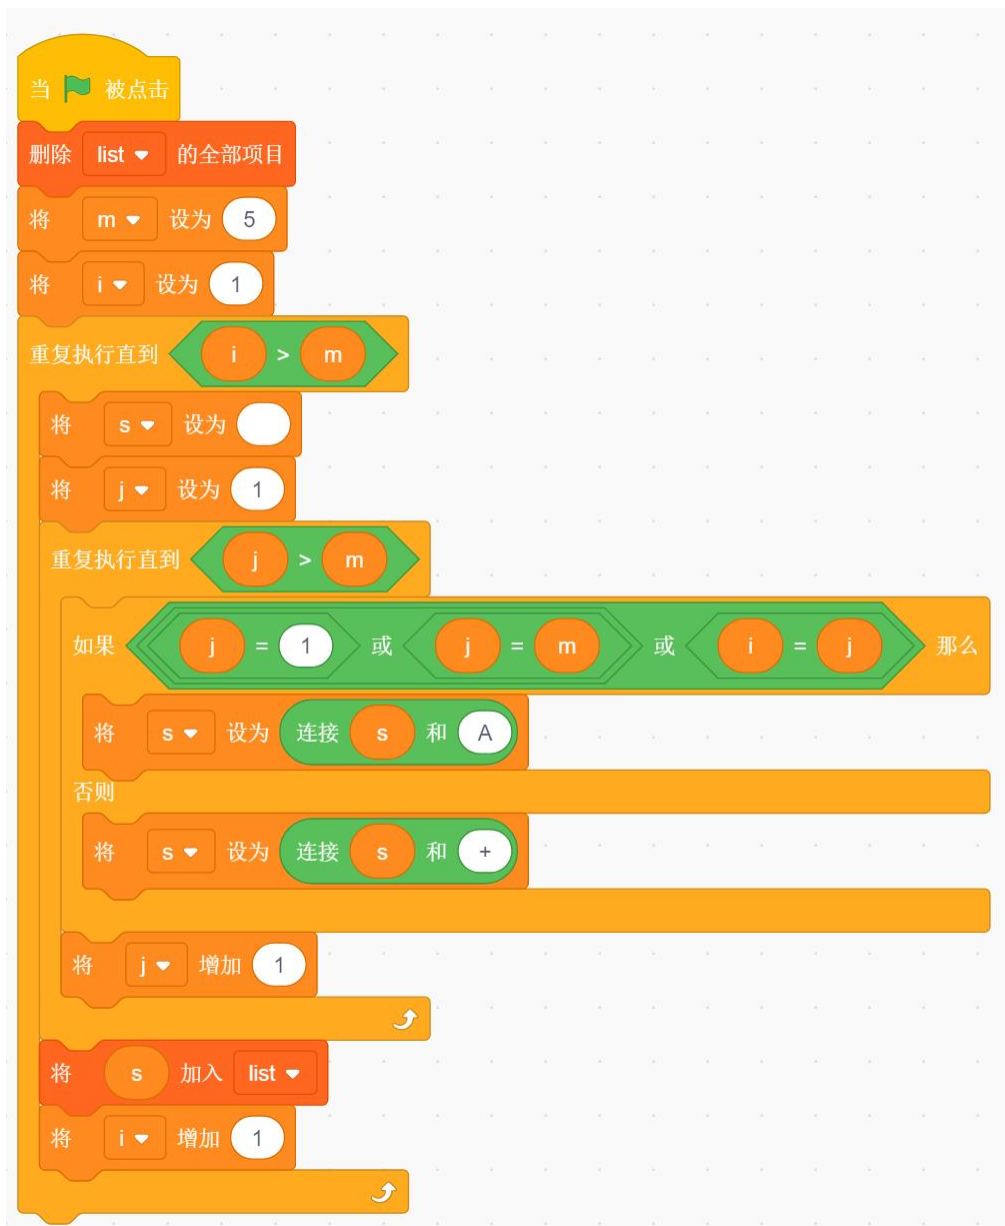 当 被点击
删除 list 的全部项目
将 m 设为 5
将 i 设为 1
重复执行直到 i > m
将 s 设为
将 j 设为 1
重复执行直到 j > m
如果 j = 1 或 j = m 或 i = j 那么
将 s 设为 连接 s 和 A
否则
将 s 设为 连接 s 和 +
将 j 增加 1
将 s 加入 list
将 i 增加 1